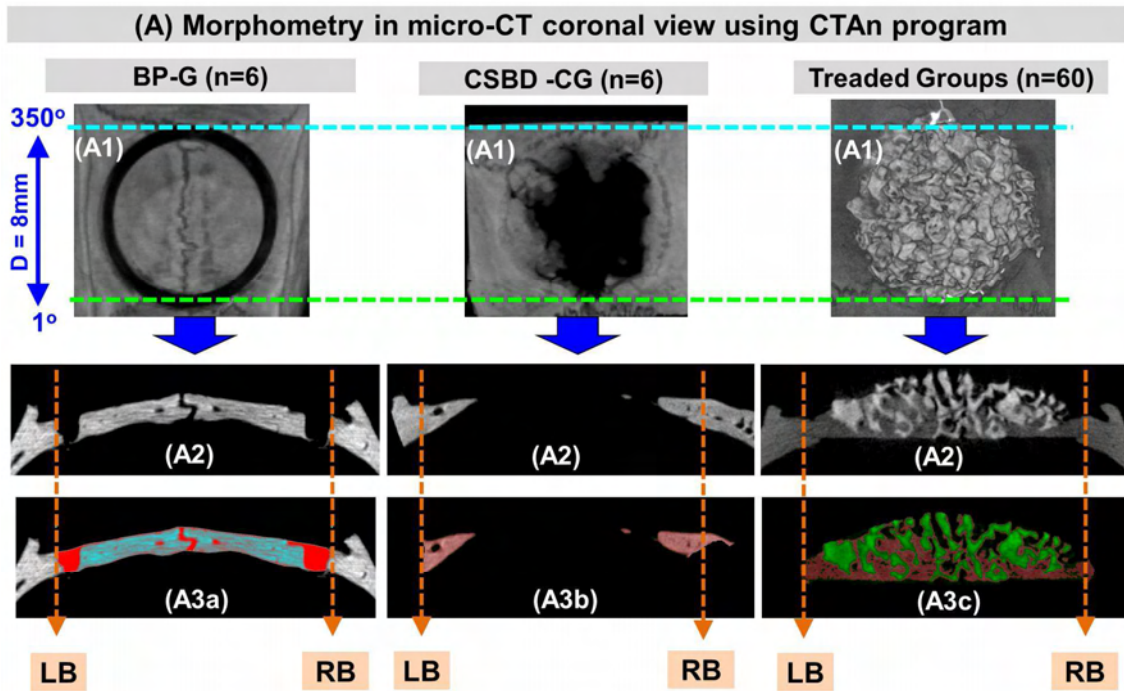 (A) Morphometry in micro-CT coronal view using CTAn program
BP-G (n=6)
CSBD -CG (n=6)
Treaded Groups (n=60)
350º
D = 8mm
1º
(A1)
(A1)
(A1)
(A2)
(A2)
(A2)
(A3a)
(A3b)
(A3c)
LB
RB
LB
RB
LB
RB